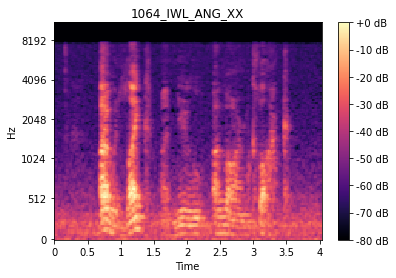 1064_IWL_ANG_XX
+0 dB
8192
-10 dB
4096
-20 dB
-30 dB
2048
Hz
-40 dB
1024
-50 dB
512
-60 dB
-70 dB
0
-80 dB
0 0.5 1 1.5 2 2.5 3 3.5 4
Time